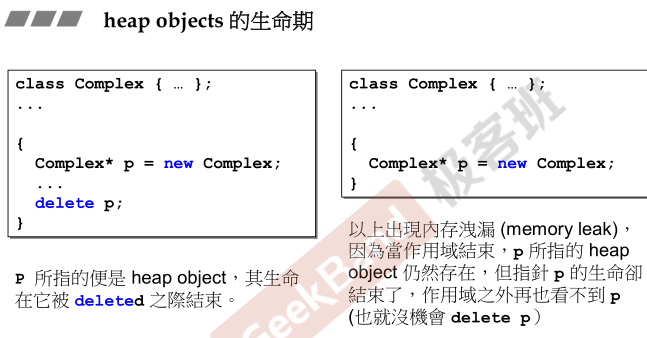 heap objects 的生命期
class Complex { … };
...
{
Complex* p = new Complex;
...
delete p;
}
P 所指的便是 heap object，其生命
在它被 deleted 之際結束。
class Complex { … };
...
{
Complex* p = new Complex;
}
以上出現內存洩漏 (memory leak)，
因為當作用域結束，p 所指的 heap
object 仍然存在，但指針 p 的生命卻
結束了，作用域之外再也看不到 p
(也就沒機會 delete p）
SeekBand 极客班